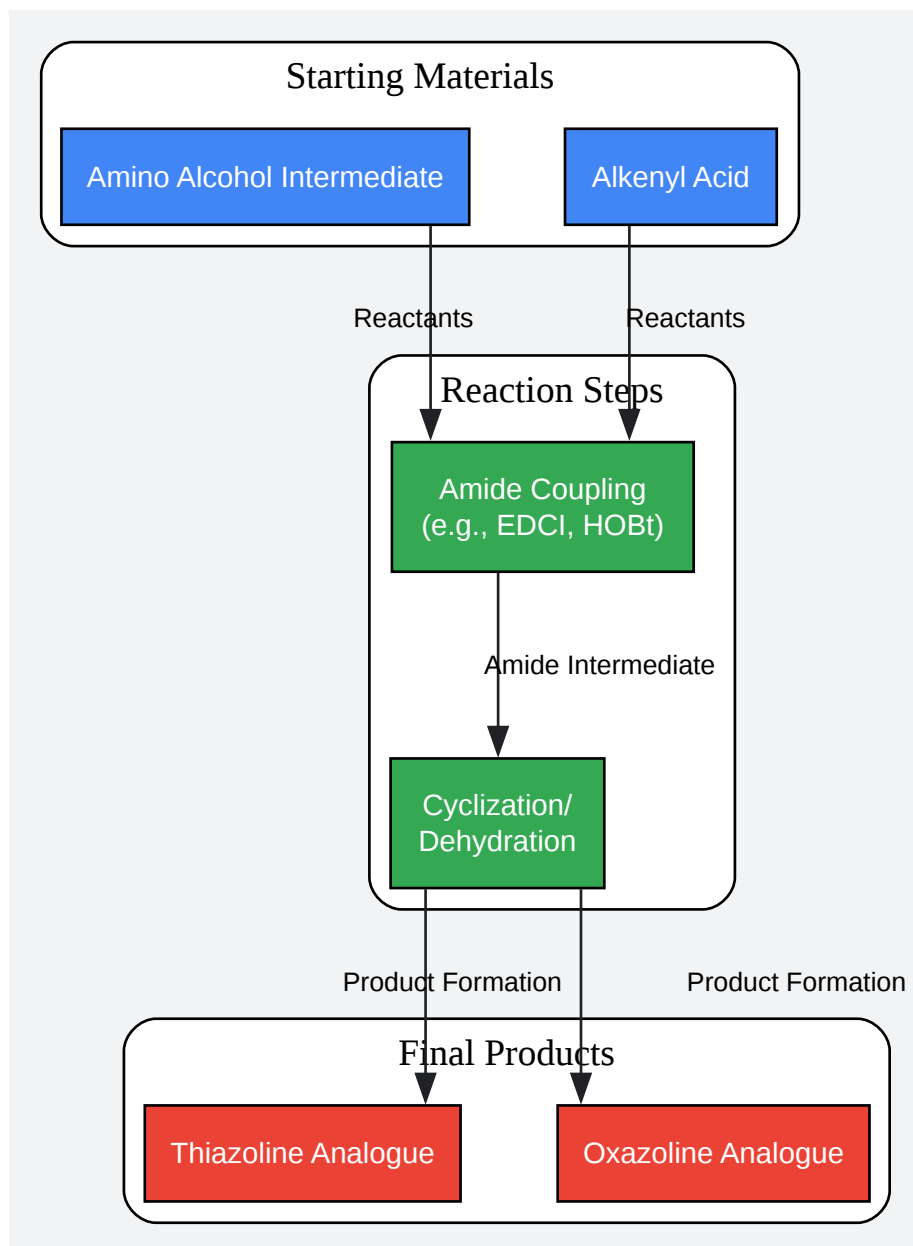 Starting Materials
Amino Alcohol Intermediate
Alkenyl Acid
Reactants
Reactants
Reaction Steps
Amide Coupling
(e.g., EDCI, HOBt)
Amide Intermediate
Cyclization/
Dehydration
Product Formation
Product Formation
Final Products
Thiazoline Analogue
Oxazoline Analogue